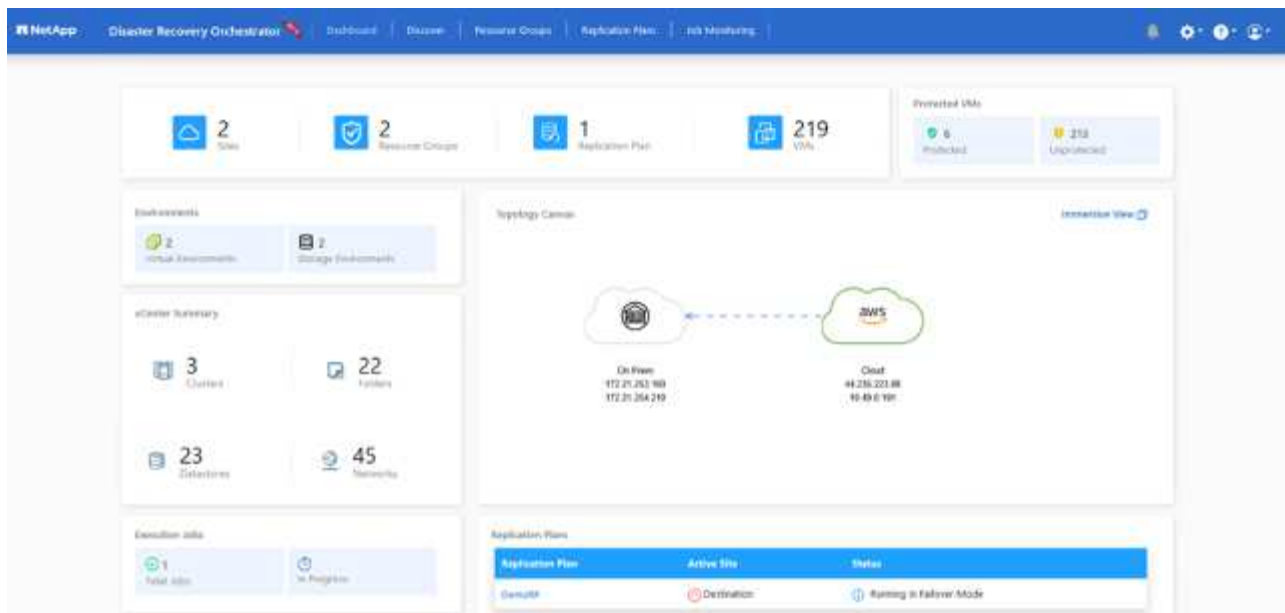 NetApp
Disaster Recovery Orchestrator
Dashboard
Discover
Resource Groups
Replication Plans
Job Monitoring
2
Sites
2
Resource Groups
1
Replication Plan
219
VMs
Protected VMs
6
Protected
213
Unprotected
Environments
2
Virtual Environments
2
Storage Environments
Topology Canvas
Immersive View
vCenter Summary
3
Clusters
22
Folders
23
Datastores
45
Networks
aws
On Prem
Cloud
Execution Jobs
1
Total Jobs
In Progress
Replication Plans
Replication Plan
Active Site
Status
DemoRP
Destination
Running In Failover Mode